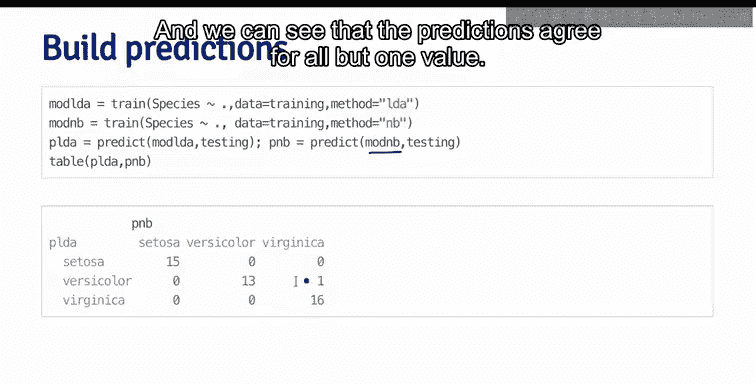 And we can see that the predictions agree
for all but one value.
Build predictions
modlda = train(Species ~ .,data=training,method="lda")
modnb = train(Species ~ ., data=training,method="nb")
plda = predict(modlda,testing); pnb = predict(modnb,testing)
table(plda,pnb)
pnb
plda setosa versicolor virginica
setosa 15 0 0
versicolor 0 13 1
virginica 0 0 16